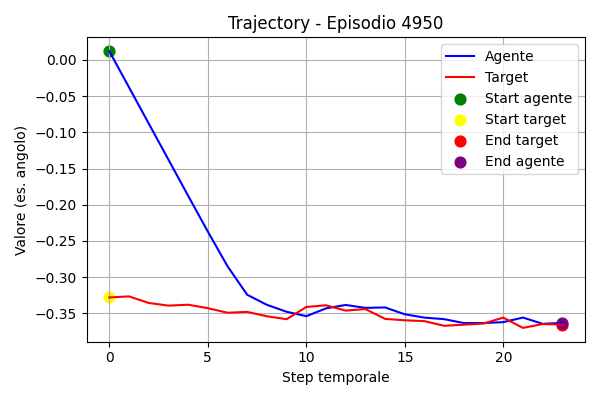 Trajectory - Episodio 4950
Agente
Target
Start agente
Start target
End target
End agente
Valore (es. angolo)
0.00
−0.05
−0.10
−0.15
−0.20
−0.25
−0.30
−0.35
0 5 10 15 20
Step temporale